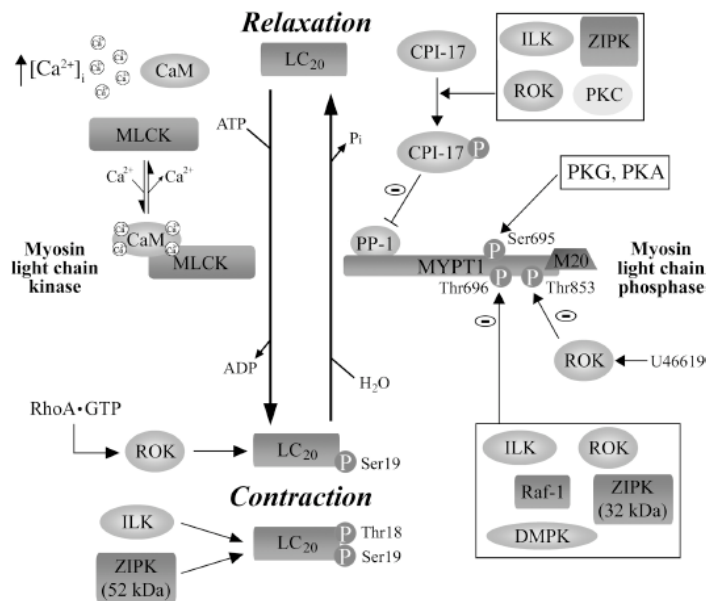 Relaxation
[Ca²⁺]i
CaM
MLCK
Ca²⁺
Ca²⁺
CaM
MLCK
Myosin
light chain
kinase
LC₂₀
ATP
Pi
ADP
H₂O
RhoA•GTP
ROK
LC₂₀
P
Ser19
Contraction
ILK
ZIPK
(52 kDa)
LC₂₀
P
Thr18
P
Ser19
CPI-17
ILK
ZIPK
ROK
PKC
CPI-17
P
PKG, PKA
PP-1
P
Ser695
MYPT1
M20
Thr696
P
P
Thr853
Myosin
light chain
phosphase
ROK
U46619
ILK
ROK
Raf-1
ZIPK
(32 kDa)
DMPK